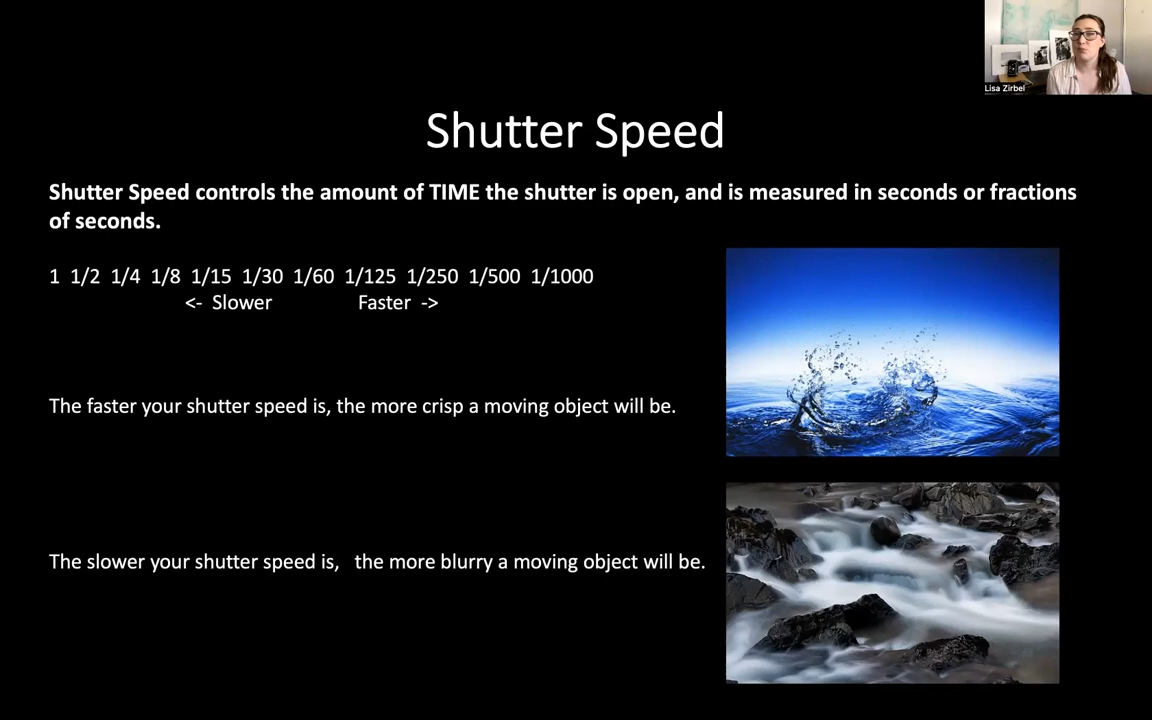 Lisa Zirbel
Shutter Speed
Shutter Speed controls the amount of TIME the shutter is open, and is measured in seconds or fractions
of seconds.
1 1/2 1/4 1/8 1/15 1/30 1/60 1/125 1/250 1/500 1/1000
<- Slower Faster ->
The faster your shutter speed is, the more crisp a moving object will be.
The slower your shutter speed is, the more blurry a moving object will be.